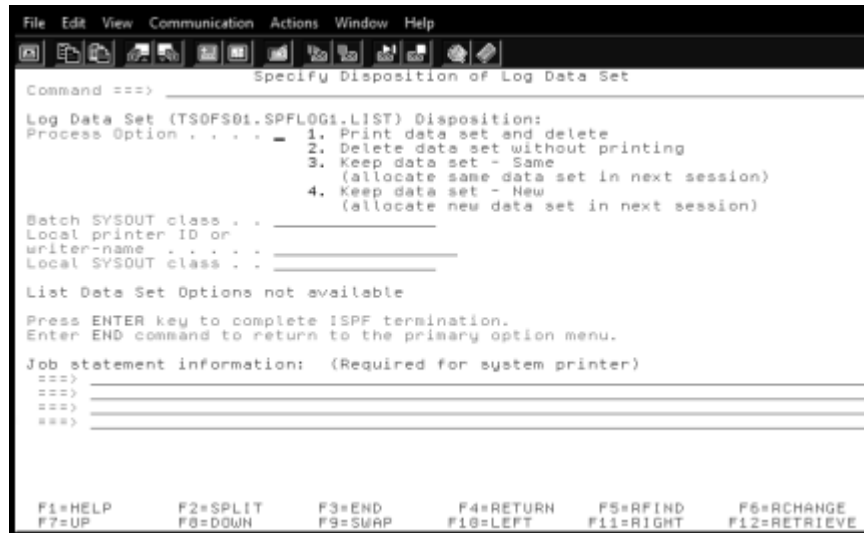 File Edit View Communication Actions Window Help
Specify Disposition of Log Data Set
Command ===>
Log Data Set (TSOFS01.SPFLOG1.LIST) Disposition:
Process Option . . . . 1. Print data set and delete
2. Delete data set without printing
3. Keep data set - Same
(allocate same data set in next session)
4. Keep data set - New
(allocate new data set in next session)
Batch SYSOUT class . .
Local printer ID or
writer-name . . . . .
Local SYSOUT class . .
List Data Set Options not available
Press ENTER key to complete ISPF termination.
Enter END command to return to the primary option menu.
Job statement information: (Required for system printer)
===>
===>
===>
===>
F1=HELP F2=SPLIT F3=END F4=RETURN F5=RFIND F6=RCHANGE
F7=UP F8=DOWN F9=SWAP F10=LEFT F11=RIGHT F12=RETRIEVE